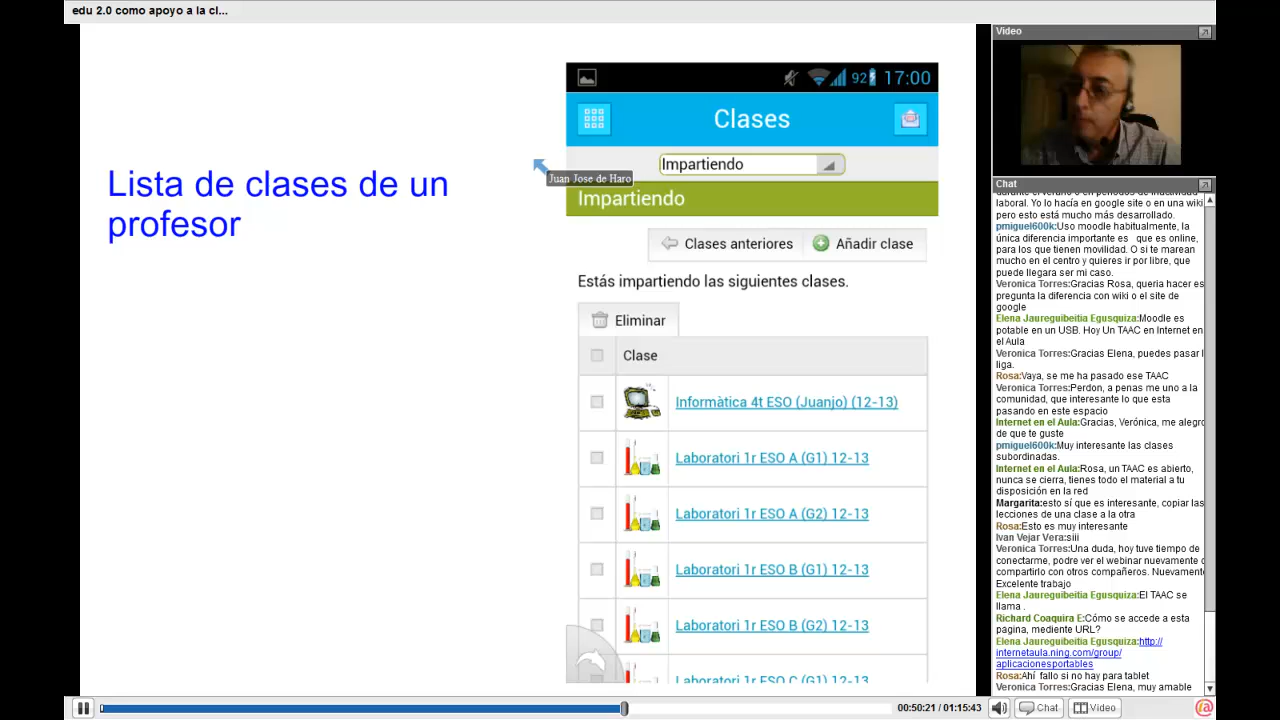 edu 2.0 como apoyo a la cl...
Lista de clases de un
profesor
Juan Jose de Haro
92
17:00
Clases
Impartiendo
Impartiendo
Clases anteriores
Añadir clase
Estás impartiendo las siguientes clases.
Eliminar
Clase
Informàtica 4t ESO (Juanjo) (12-13)
Laboratori 1r ESO A (G1) 12-13
Laboratori 1r ESO A (G2) 12-13
Laboratori 1r ESO B (G1) 12-13
Laboratori 1r ESO B (G2) 12-13
Laboratori 1r ESO C (G1) 12-13
Video
Chat
laboral. Yo lo hacía en google site o en una wiki
pero esto está mucho más desarrollado.
pmiguel600k:Uso moodle habitualmente, la
única diferencia importante es que es online,
para los que tienen movilidad. O si te marean
mucho en el centro y quieres ir por libre, que
puede llegara ser mi caso.
Veronica Torres:Gracias Rosa, queria hacer es
pregunta la diferencia con wiki o el site de
google
Elena Jaureguibeitia Egusquiza:Moodle es
potable en un USB. Hoy Un TAAC en Internet en
el Aula
Veronica Torres:Gracias Elena, puedes pasar l
liga.
Rosa:Vaya, se me ha pasado ese TAAC
Veronica Torres:Perdon, a penas me uno a la
comunidad, que interesante lo que esta
pasando en este espacio
Internet en el Aula:Gracias, Verónica, me alegro
de que te guste
pmiguel600k:Muy interesante las clases
subordinadas.
Internet en el Aula:Rosa, un TAAC es abierto,
nunca se cierra, tienes todo el material a tu
disposición en la red
Margarita:esto sí que es interesante, copiar las
lecciones de una clase a la otra
Rosa:Esto es muy interesante
Ivan Vejar Vera:siii
Veronica Torres:Una duda, hoy tuve tiempo de
conectarme, podre ver el webinar nuevamente o
compartirlo con otros compañeros. Nuevamente
Excelente trabajo
Elena Jaureguibeitia Egusquiza:El TAAC se
llama .
Richard Coaquira E:Cómo se accede a esta
pagina, mediente URL?
Elena Jaureguibeitia Egusquiza:http://
internetaula.ning.com/group/
aplicacionesportables
Rosa:Ahí fallo si no hay para tablet
Veronica Torres:Gracias Elena, muy amable
00:50:21 / 01:15:43
Chat
Video